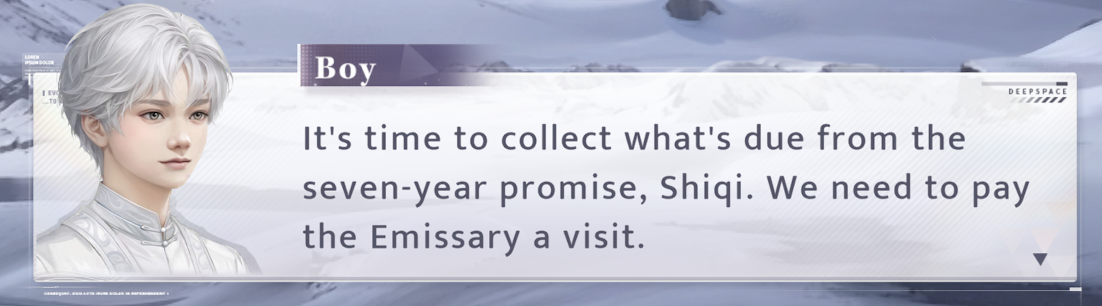 Boy
DEEPSPACE
It's time to collect what's due from the
seven-year promise, Shiqi. We need to pay
the Emissary a visit.